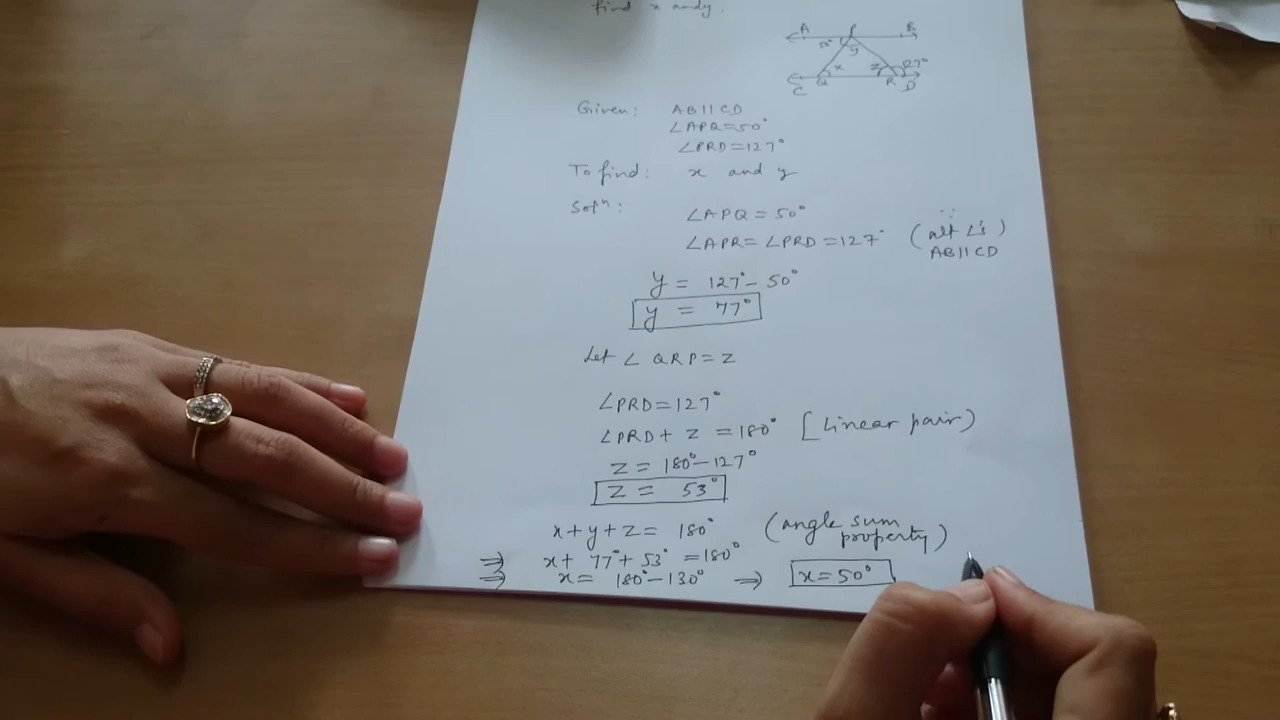 find x and y.
A P B
50° y
x z 127°
C Q R D
Given: AB||CD
∠APQ=50°
∠PRD=127°
To find: x and y
Solⁿ: ∠APQ=50°
∠APR=∠PRD=127° (alt ∠'s)
∵ AB||CD
y = 127°-50°
y = 77°
Let ∠QRP=Z
∠PRD=127°
∠PRD+ Z =180° [Linear pair)
Z = 180°-127°
Z = 53°
x+y+z= 180° (angle sum property)
⇒ x+ 77°+53° =180°
⇒ x= 180°-130° ⇒ x=50°